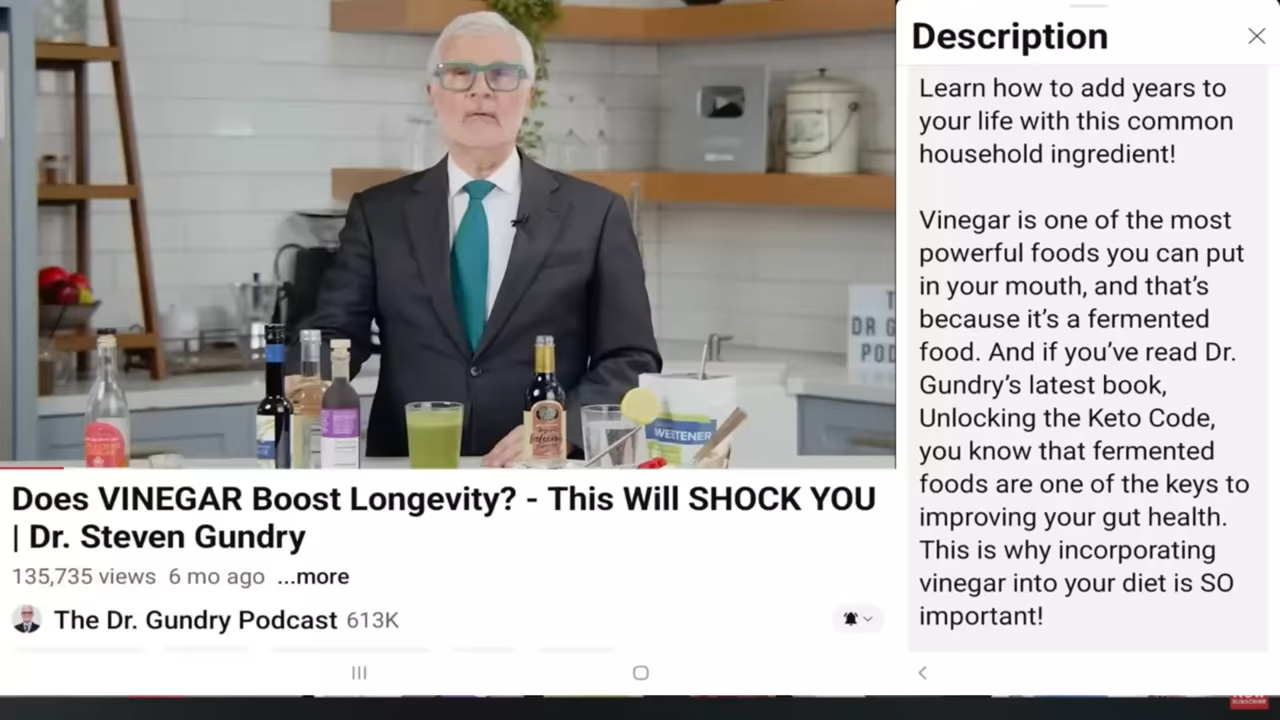 Description
Learn how to add years to
your life with this common
household ingredient!
Vinegar is one of the most
powerful foods you can put
in your mouth, and that's
because it's a fermented
food. And if you've read Dr.
Gundry's latest book,
Unlocking the Keto Code,
you know that fermented
foods are one of the keys to
improving your gut health.
This is why incorporating
vinegar into your diet is SO
important!
DR G
POD
WEETENER
Does VINEGAR Boost Longevity? - This Will SHOCK YOU
| Dr. Steven Gundry
135,735 views 6 mo ago ...more
The Dr. Gundry Podcast 613K
SUBSCRIBE